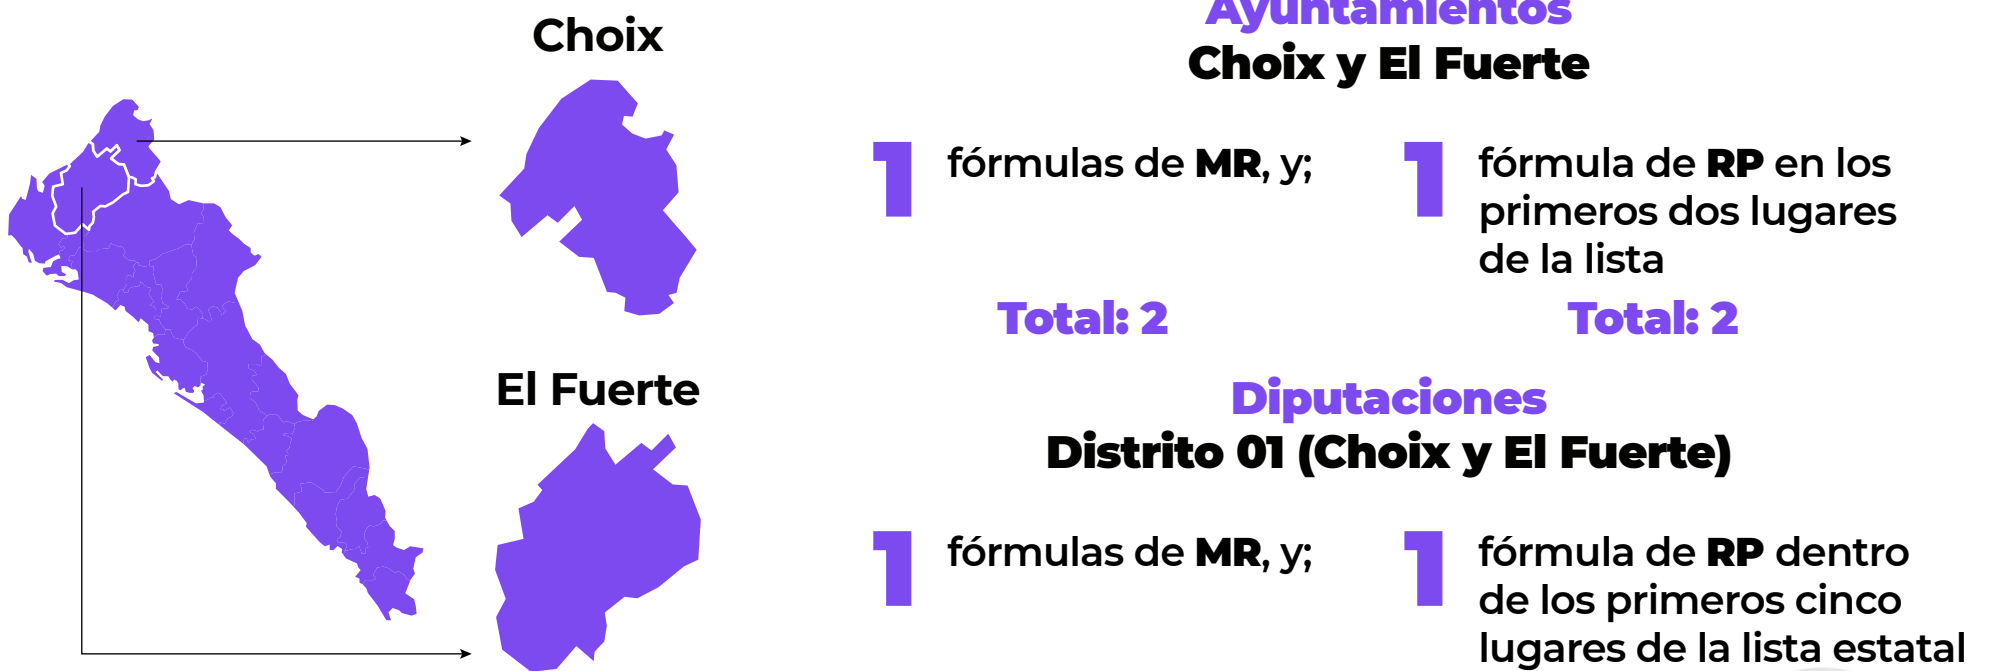 Choix
El Fuerte
Ayuntamientos
Choix y El Fuerte
1 fórmulas de MR, y;
1 fórmula de RP en los
primeros dos lugares
de la lista
Total: 2
Total: 2
Diputaciones
Distrito 01 (Choix y El Fuerte)
1 fórmulas de MR, y;
1 fórmula de RP dentro
de los primeros cinco
lugares de la lista estatal